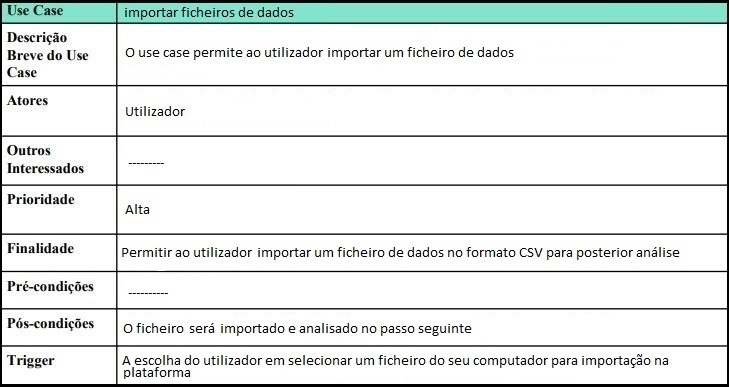 Use Case importar ficheiros de dados
Descrição
Breve do Use
Case
O use case permite ao utilizador importar um ficheiro de dados
Atores
Utilizador
Outros
Interessados
---------
Prioridade
Alta
Finalidade
Permitir ao utilizador importar um ficheiro de dados no formato CSV para posterior análise
Pré-condições
----------
Pós-condições
O ficheiro será importado e analisado no passo seguinte
Trigger
A escolha do utilizador em selecionar um ficheiro do seu computador para importação na
plataforma